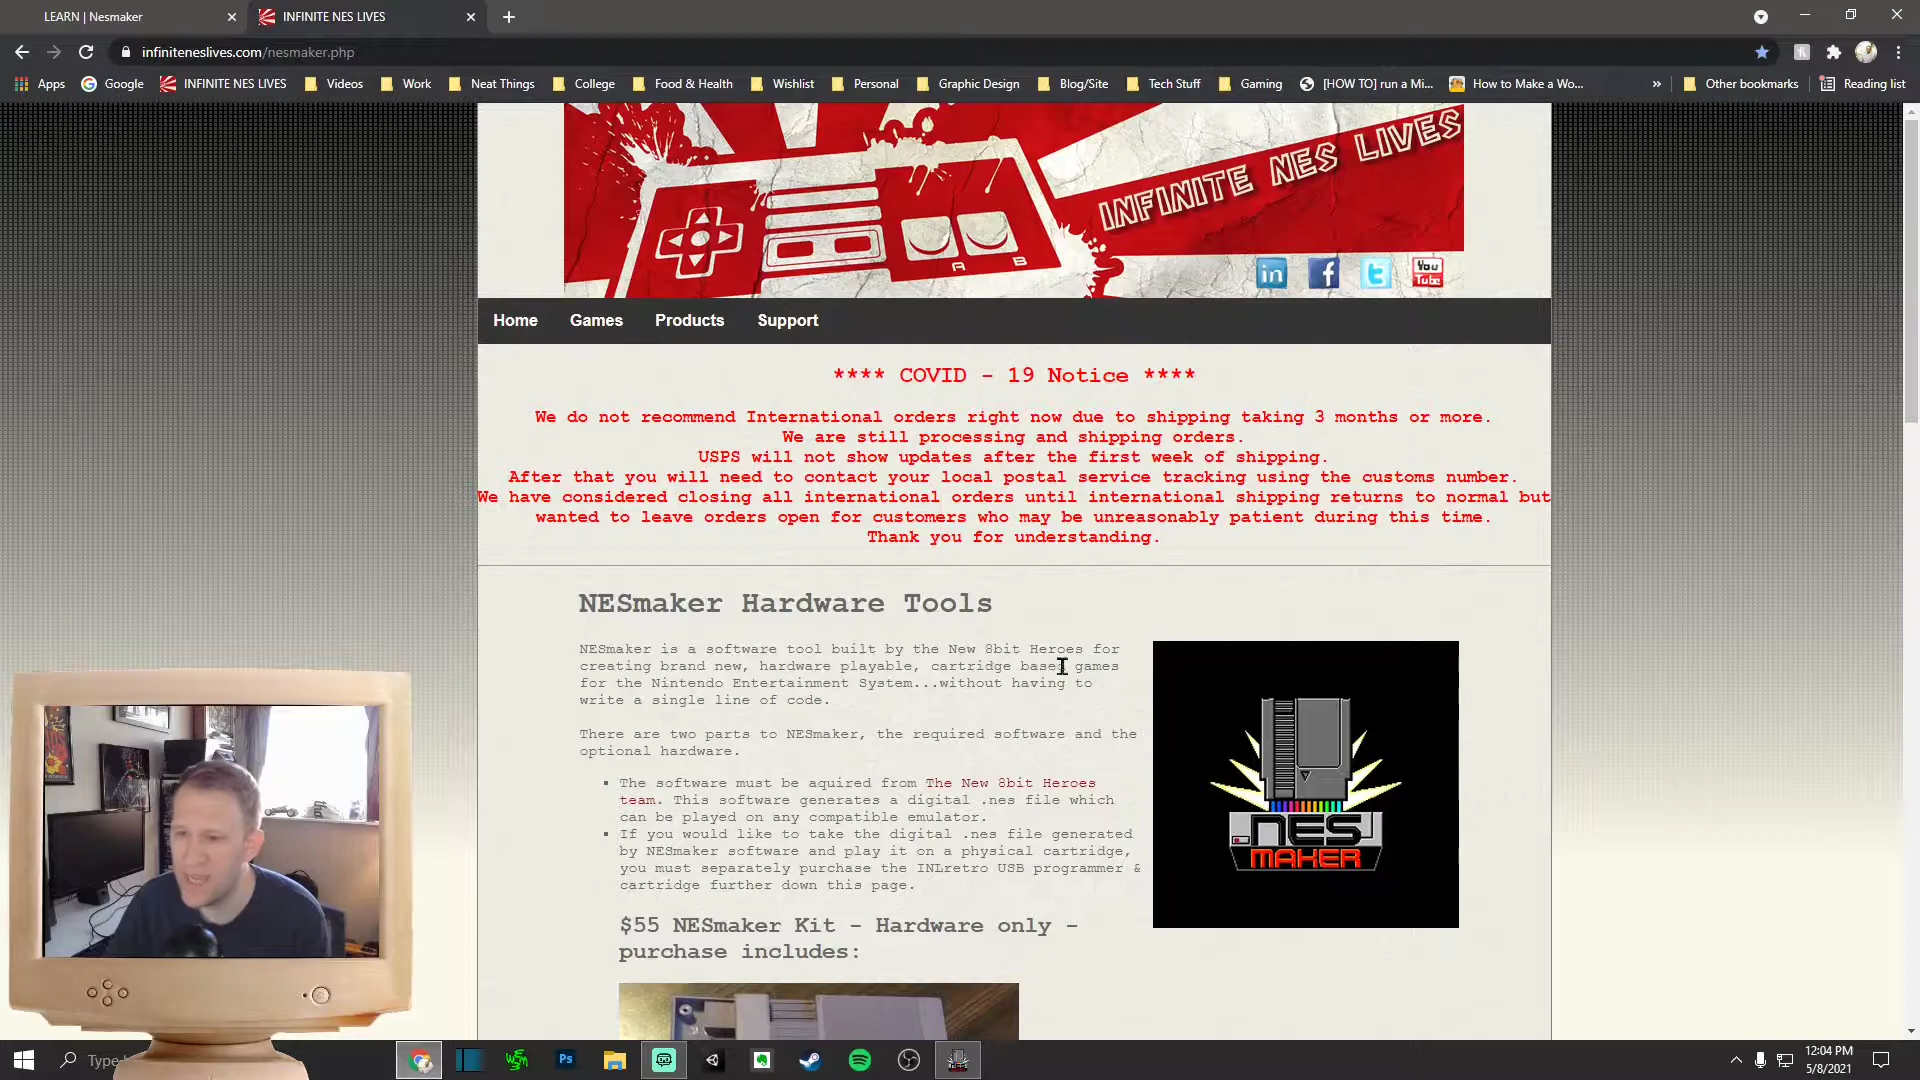 LEARN | Nesmaker
INFINITE NES LIVES
infiniteneslives.com/nesmaker.php
Apps
Google
INFINITE NES LIVES
Videos
Work
Neat Things
College
Food & Health
Wishlist
Personal
Graphic Design
Blog/Site
Tech Stuff
Gaming
[HOW TO] run a Mi...
How to Make a Wo...
Other bookmarks
Reading list
INFINITE NES LIVES
A B
in f t You Tube
Home Games Products Support
**** COVID - 19 Notice ****
We do not recommend International orders right now due to shipping taking 3 months or more.
We are still processing and shipping orders.
USPS will not show updates after the first week of shipping.
After that you will need to contact your local postal service tracking using the customs number.
We have considered closing all international orders until international shipping returns to normal but
wanted to leave orders open for customers who may be unreasonably patient during this time.
Thank you for understanding.
NESmaker Hardware Tools
NESmaker is a software tool built by the New 8bit Heroes for
creating brand new, hardware playable, cartridge based games
for the Nintendo Entertainment System...without having to
write a single line of code.
There are two parts to NESmaker, the required software and the
optional hardware.
The software must be aquired from The New 8bit Heroes
team. This software generates a digital .nes file which
can be played on any compatible emulator.
If you would like to take the digital .nes file generated
by NESmaker software and play it on a physical cartridge,
you must separately purchase the INLretro USB programmer &
cartridge further down this page.
NES
MAKER
$55 NESmaker Kit - Hardware only -
purchase includes:
Type
Ps
12:04 PM
5/8/2021